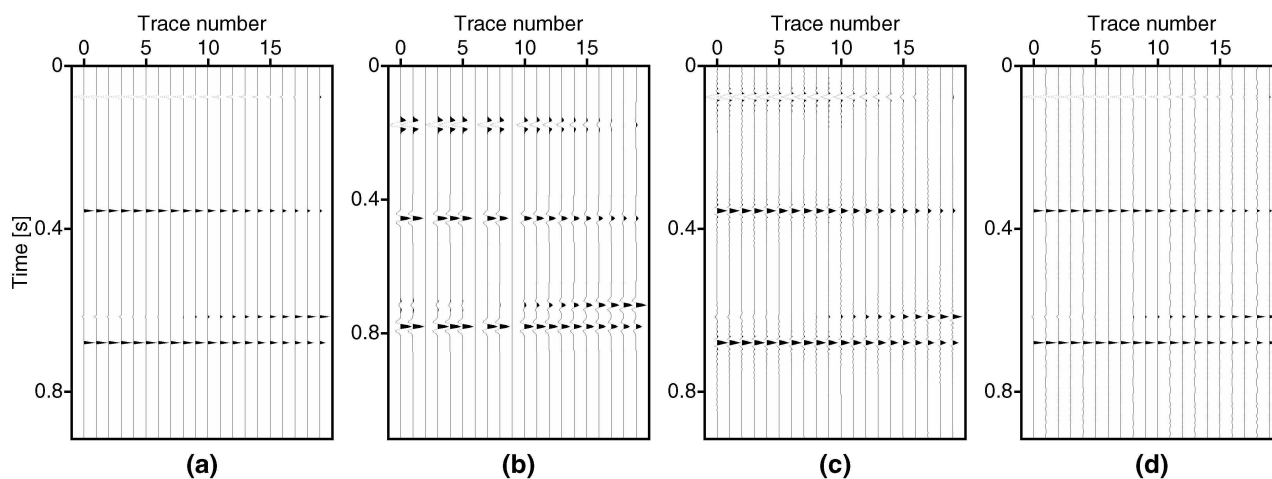 Trace number Trace number Trace number Trace number
0 5 10 15 0 5 10 15 0 5 10 15 0 5 10 15
0 0 0 0
0.4 0.4 0.4 0.4
0.8 0.8 0.8 0.8
Time [s]
(a) (b) (c) (d)